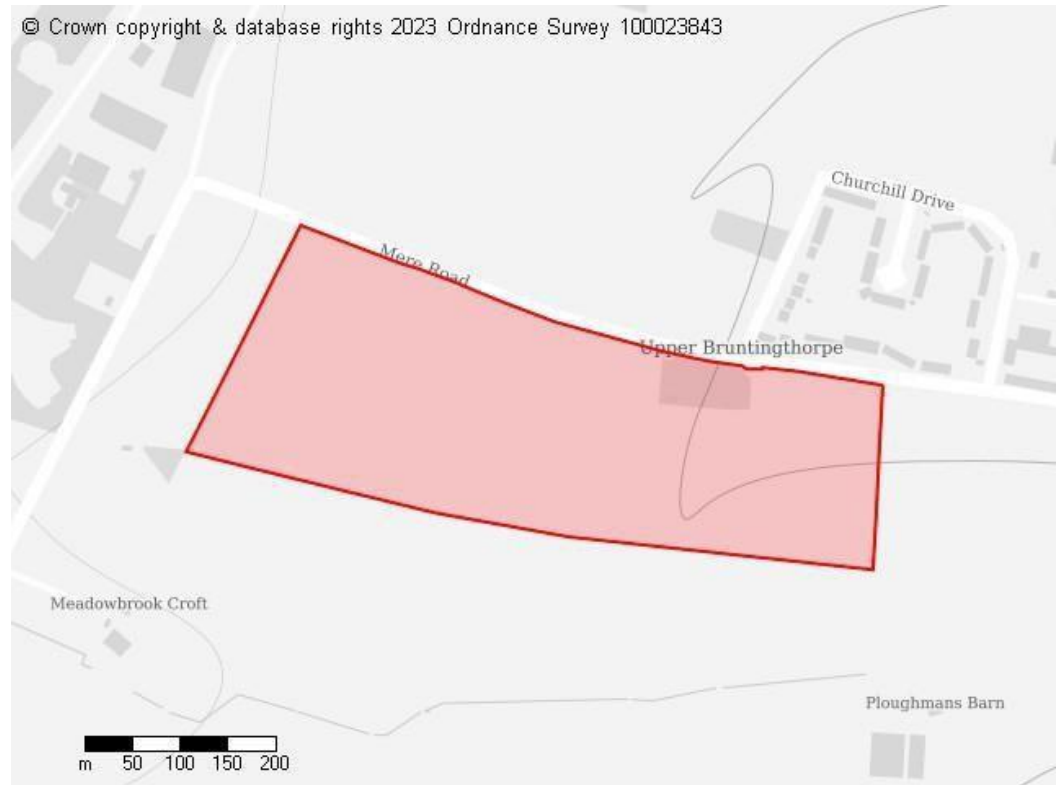 © Crown copyright & database rights 2023 Ordnance Survey 100023843
Churchill Drive
Mere Road
Upper Bruntingthorpe
Meadowbrook Croft
Ploughmans Barn
m 50 100 150 200